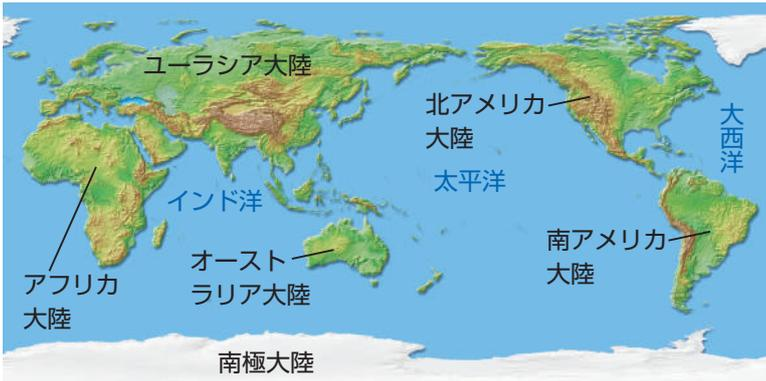 ユーラシア大陸
北アメリカ
大陸
大西洋
太平洋
インド洋
オースト
ラリア大陸
南アメリカ
大陸
アフリカ
大陸
南極大陸